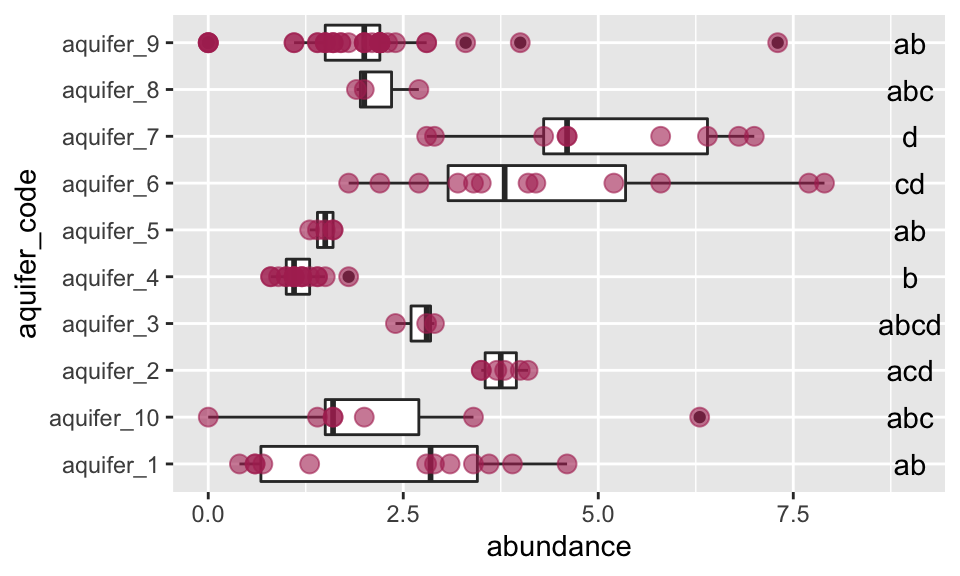 aquifer_code
aquifer_9 ab
aquifer_8 abc
aquifer_7 d
aquifer_6 cd
aquifer_5 ab
aquifer_4 b
aquifer_3 abcd
aquifer_2 acd
aquifer_10 abc
aquifer_1 ab
0.0 2.5 5.0 7.5
abundance